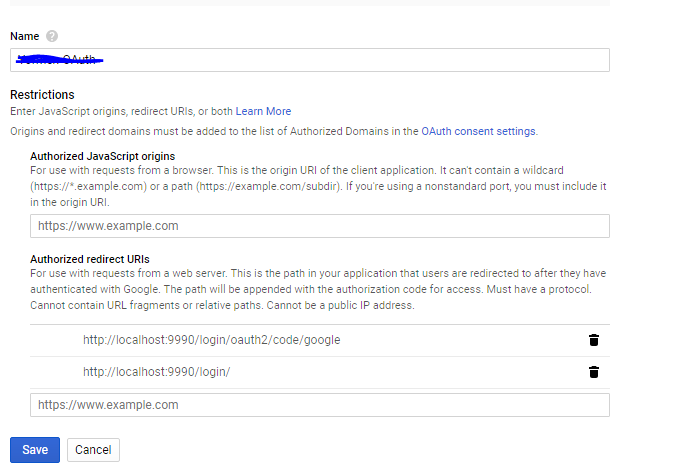 Name
OAuth
Restrictions
Enter JavaScript origins, redirect URIs, or both Learn More
Origins and redirect domains must be added to the list of Authorized Domains in the OAuth consent settings.
Authorized JavaScript origins
For use with requests from a browser. This is the origin URI of the client application. It can't contain a wildcard
(https://*.example.com) or a path (https://example.com/subdir). If you're using a nonstandard port, you must include it
in the origin URI.
https://www.example.com
Authorized redirect URIs
For use with requests from a web server. This is the path in your application that users are redirected to after they have
authenticated with Google. The path will be appended with the authorization code for access. Must have a protocol.
Cannot contain URL fragments or relative paths. Cannot be a public IP address.
http://localhost:9990/login/oauth2/code/google
http://localhost:9990/login/
https://www.example.com
Save Cancel